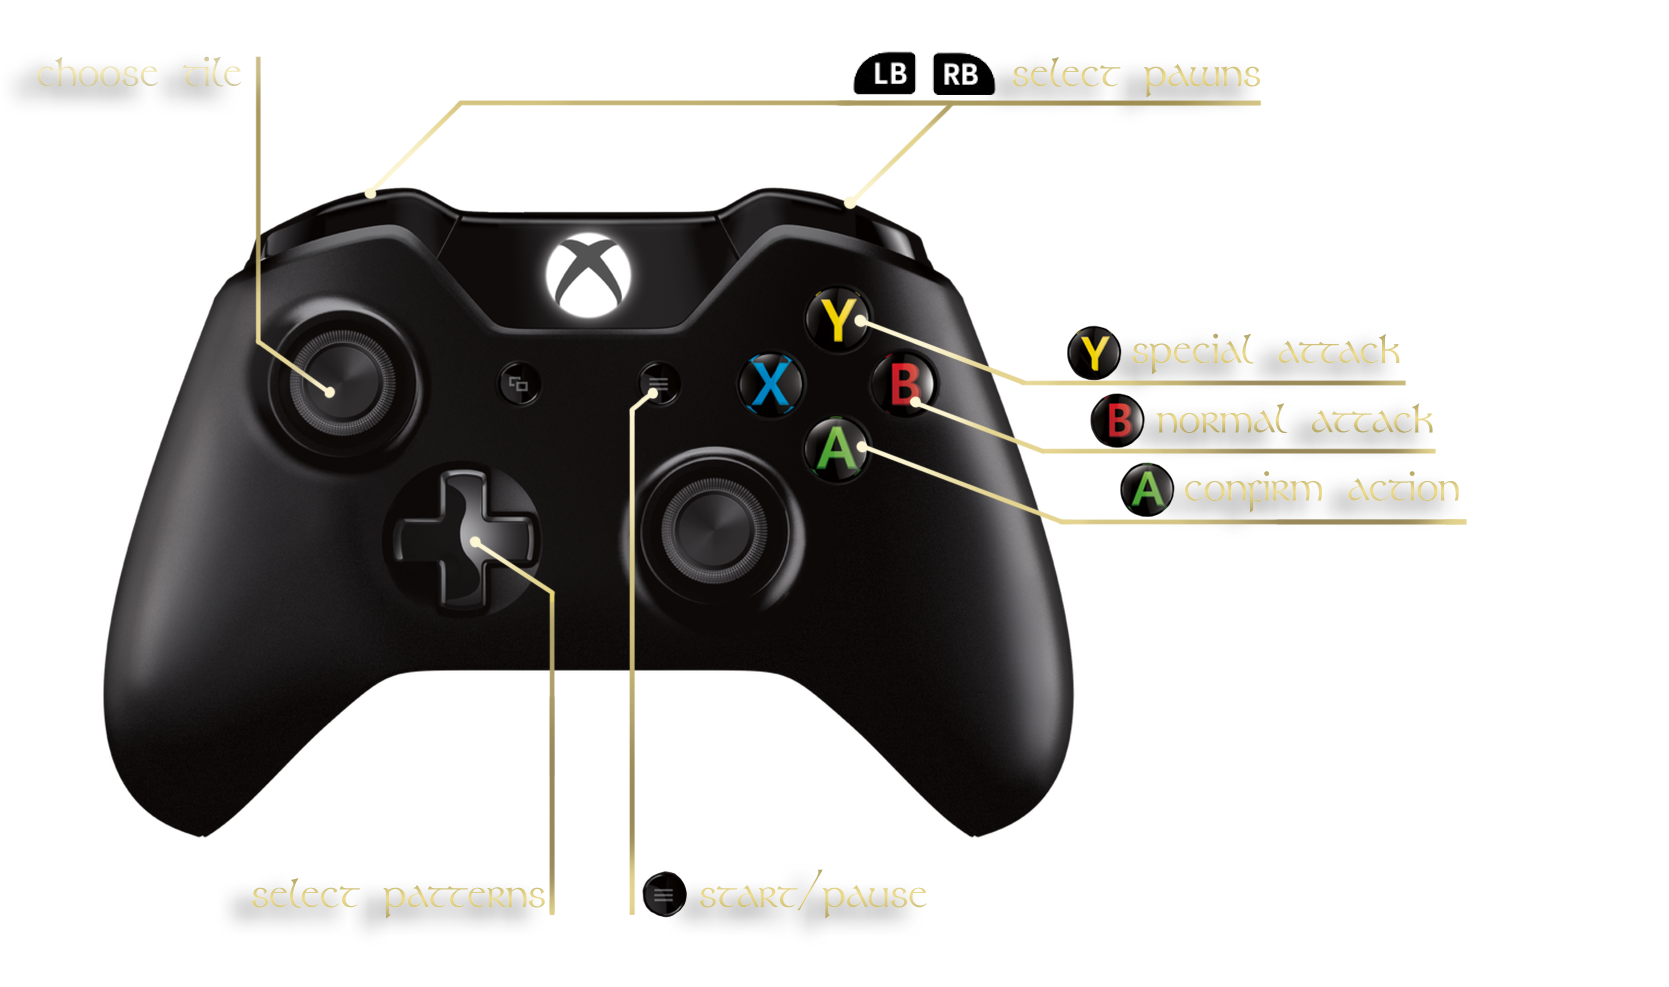 choose tile
LB RB select pawns
Y
Y special attack
X B
B normal attack
A
A confirm action
select patterns
start/pause